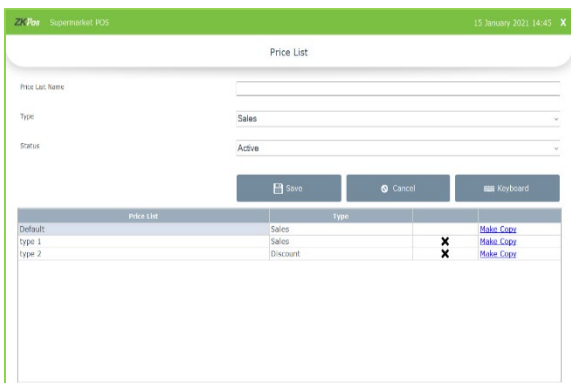 ZKPos Supermarket POS 15 January 2021 14:45 X
Price List
Price List Name
Type Sales
Status Active
Save Cancel Keyboard
Price List Type
Default Sales Make Copy
type 1 Sales X Make Copy
type 2 Discount X Make Copy